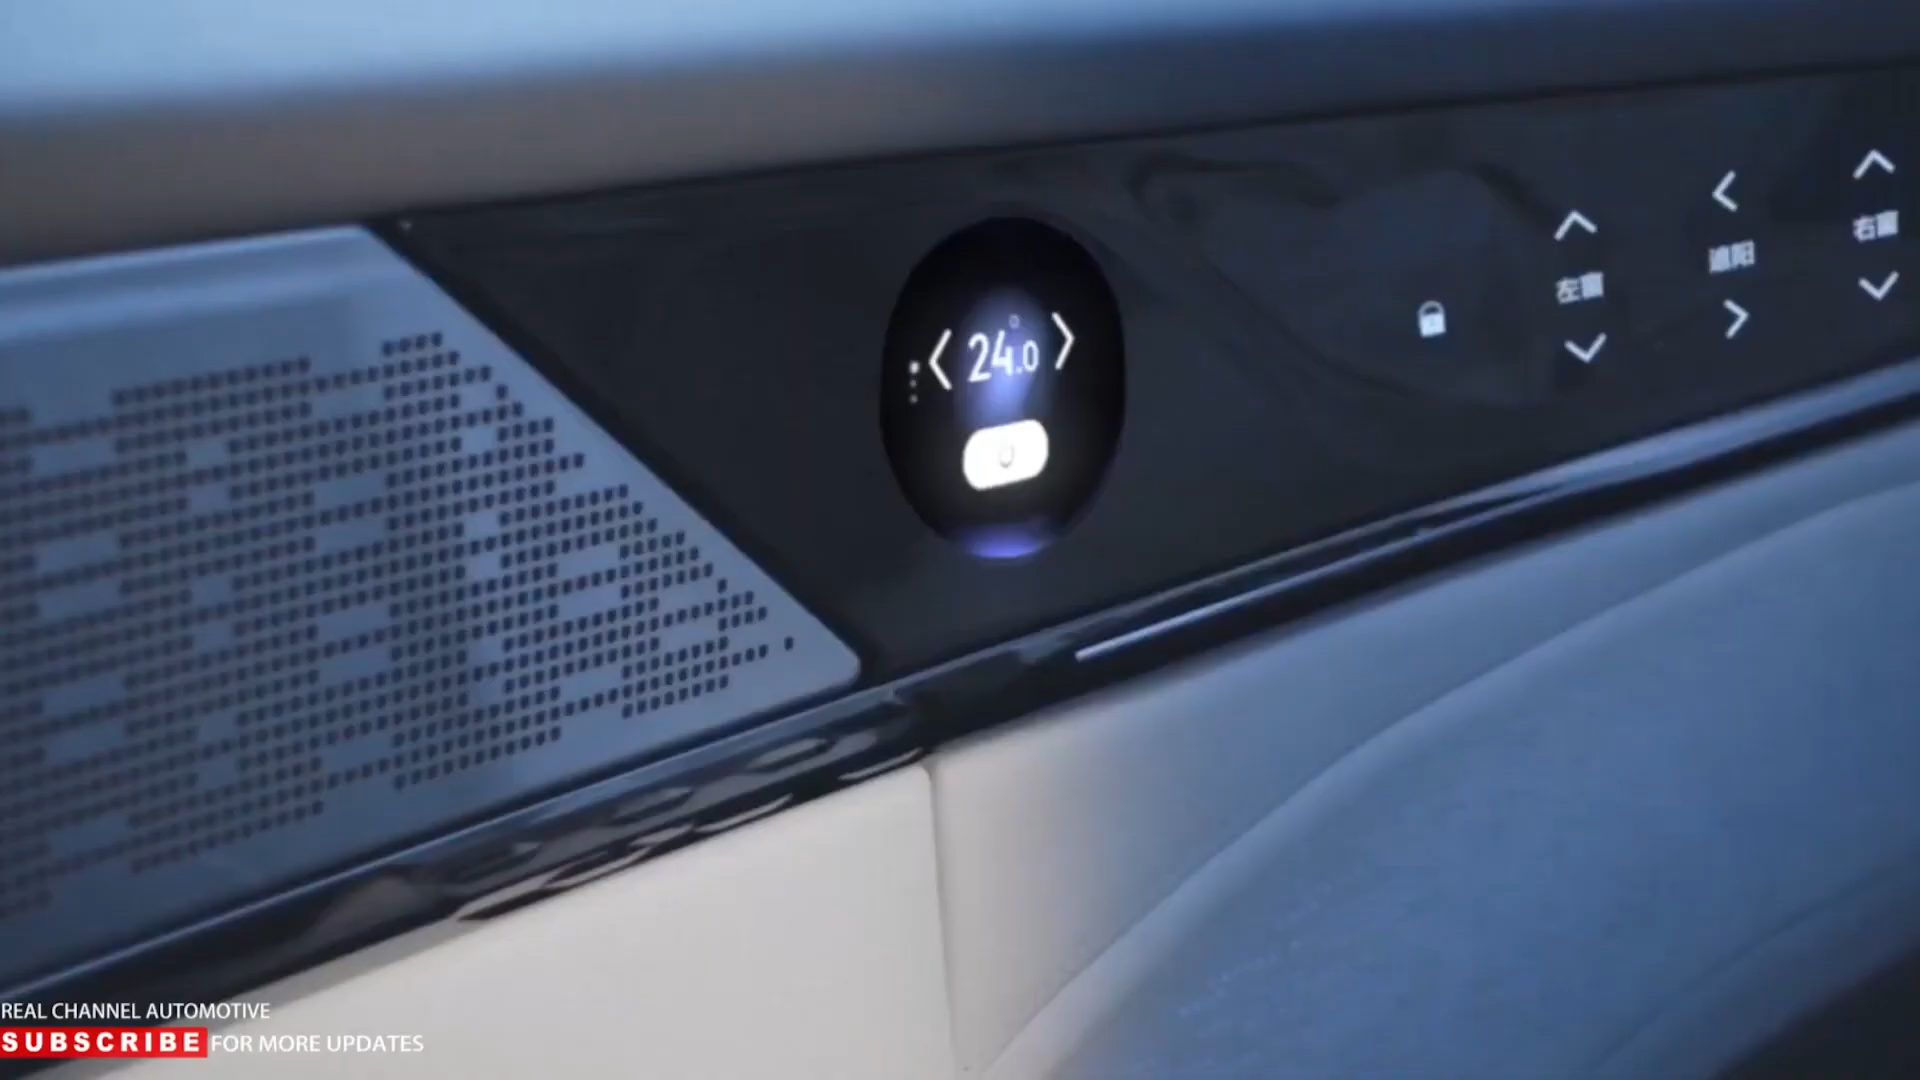 24.0°
左窗
遮阳
右窗
REAL CHANNEL AUTOMOTIVE
SUBSCRIBE FOR MORE UPDATES